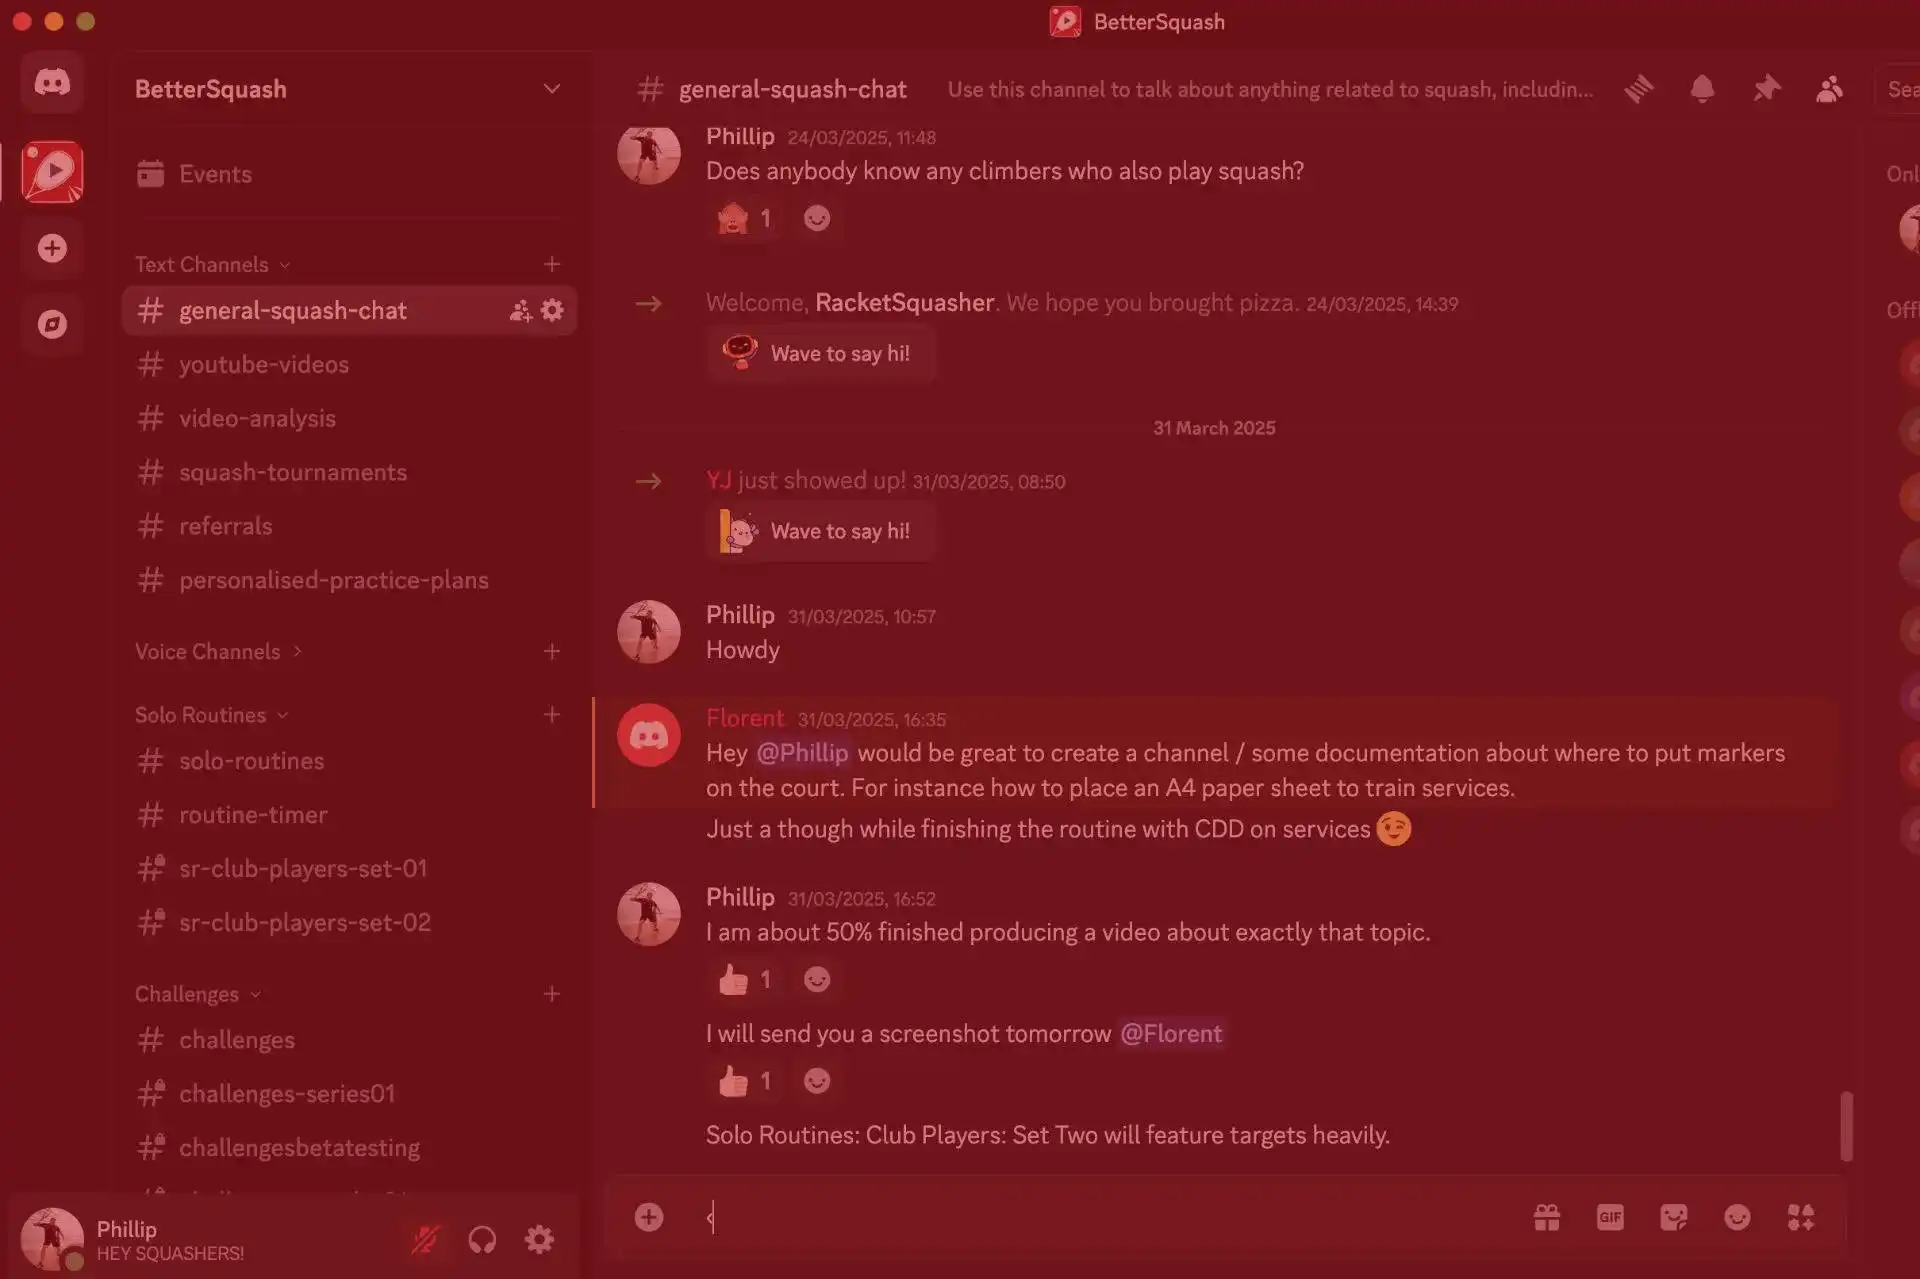 BetterSquash
BetterSquash
Events
Text Channels
general-squash-chat
youtube-videos
video-analysis
squash-tournaments
referrals
personalised-practice-plans
Voice Channels
Solo Routines
solo-routines
routine-timer
sr-club-players-set-01
sr-club-players-set-02
Challenges
challenges
challenges-series01
challengesbetatesting
Phillip
HEY SQUASHERS!
general-squash-chat Use this channel to talk about anything related to squash, includin...
Phillip 24/03/2025, 11:48
Does anybody know any climbers who also play squash?
1
Welcome, RacketSquasher. We hope you brought pizza. 24/03/2025, 14:39
Wave to say hi!
31 March 2025
YJ just showed up! 31/03/2025, 08:50
Wave to say hi!
Phillip 31/03/2025, 10:57
Howdy
Florent 31/03/2025, 16:35
Hey @Phillip would be great to create a channel / some documentation about where to put markers
on the court. For instance how to place an A4 paper sheet to train services.
Just a though while finishing the routine with CDD on services
Phillip 31/03/2025, 16:52
I am about 50% finished producing a video about exactly that topic.
1
I will send you a screenshot tomorrow @Florent
1
Solo Routines: Club Players: Set Two will feature targets heavily.
GIF
Sea
Onl
Offl